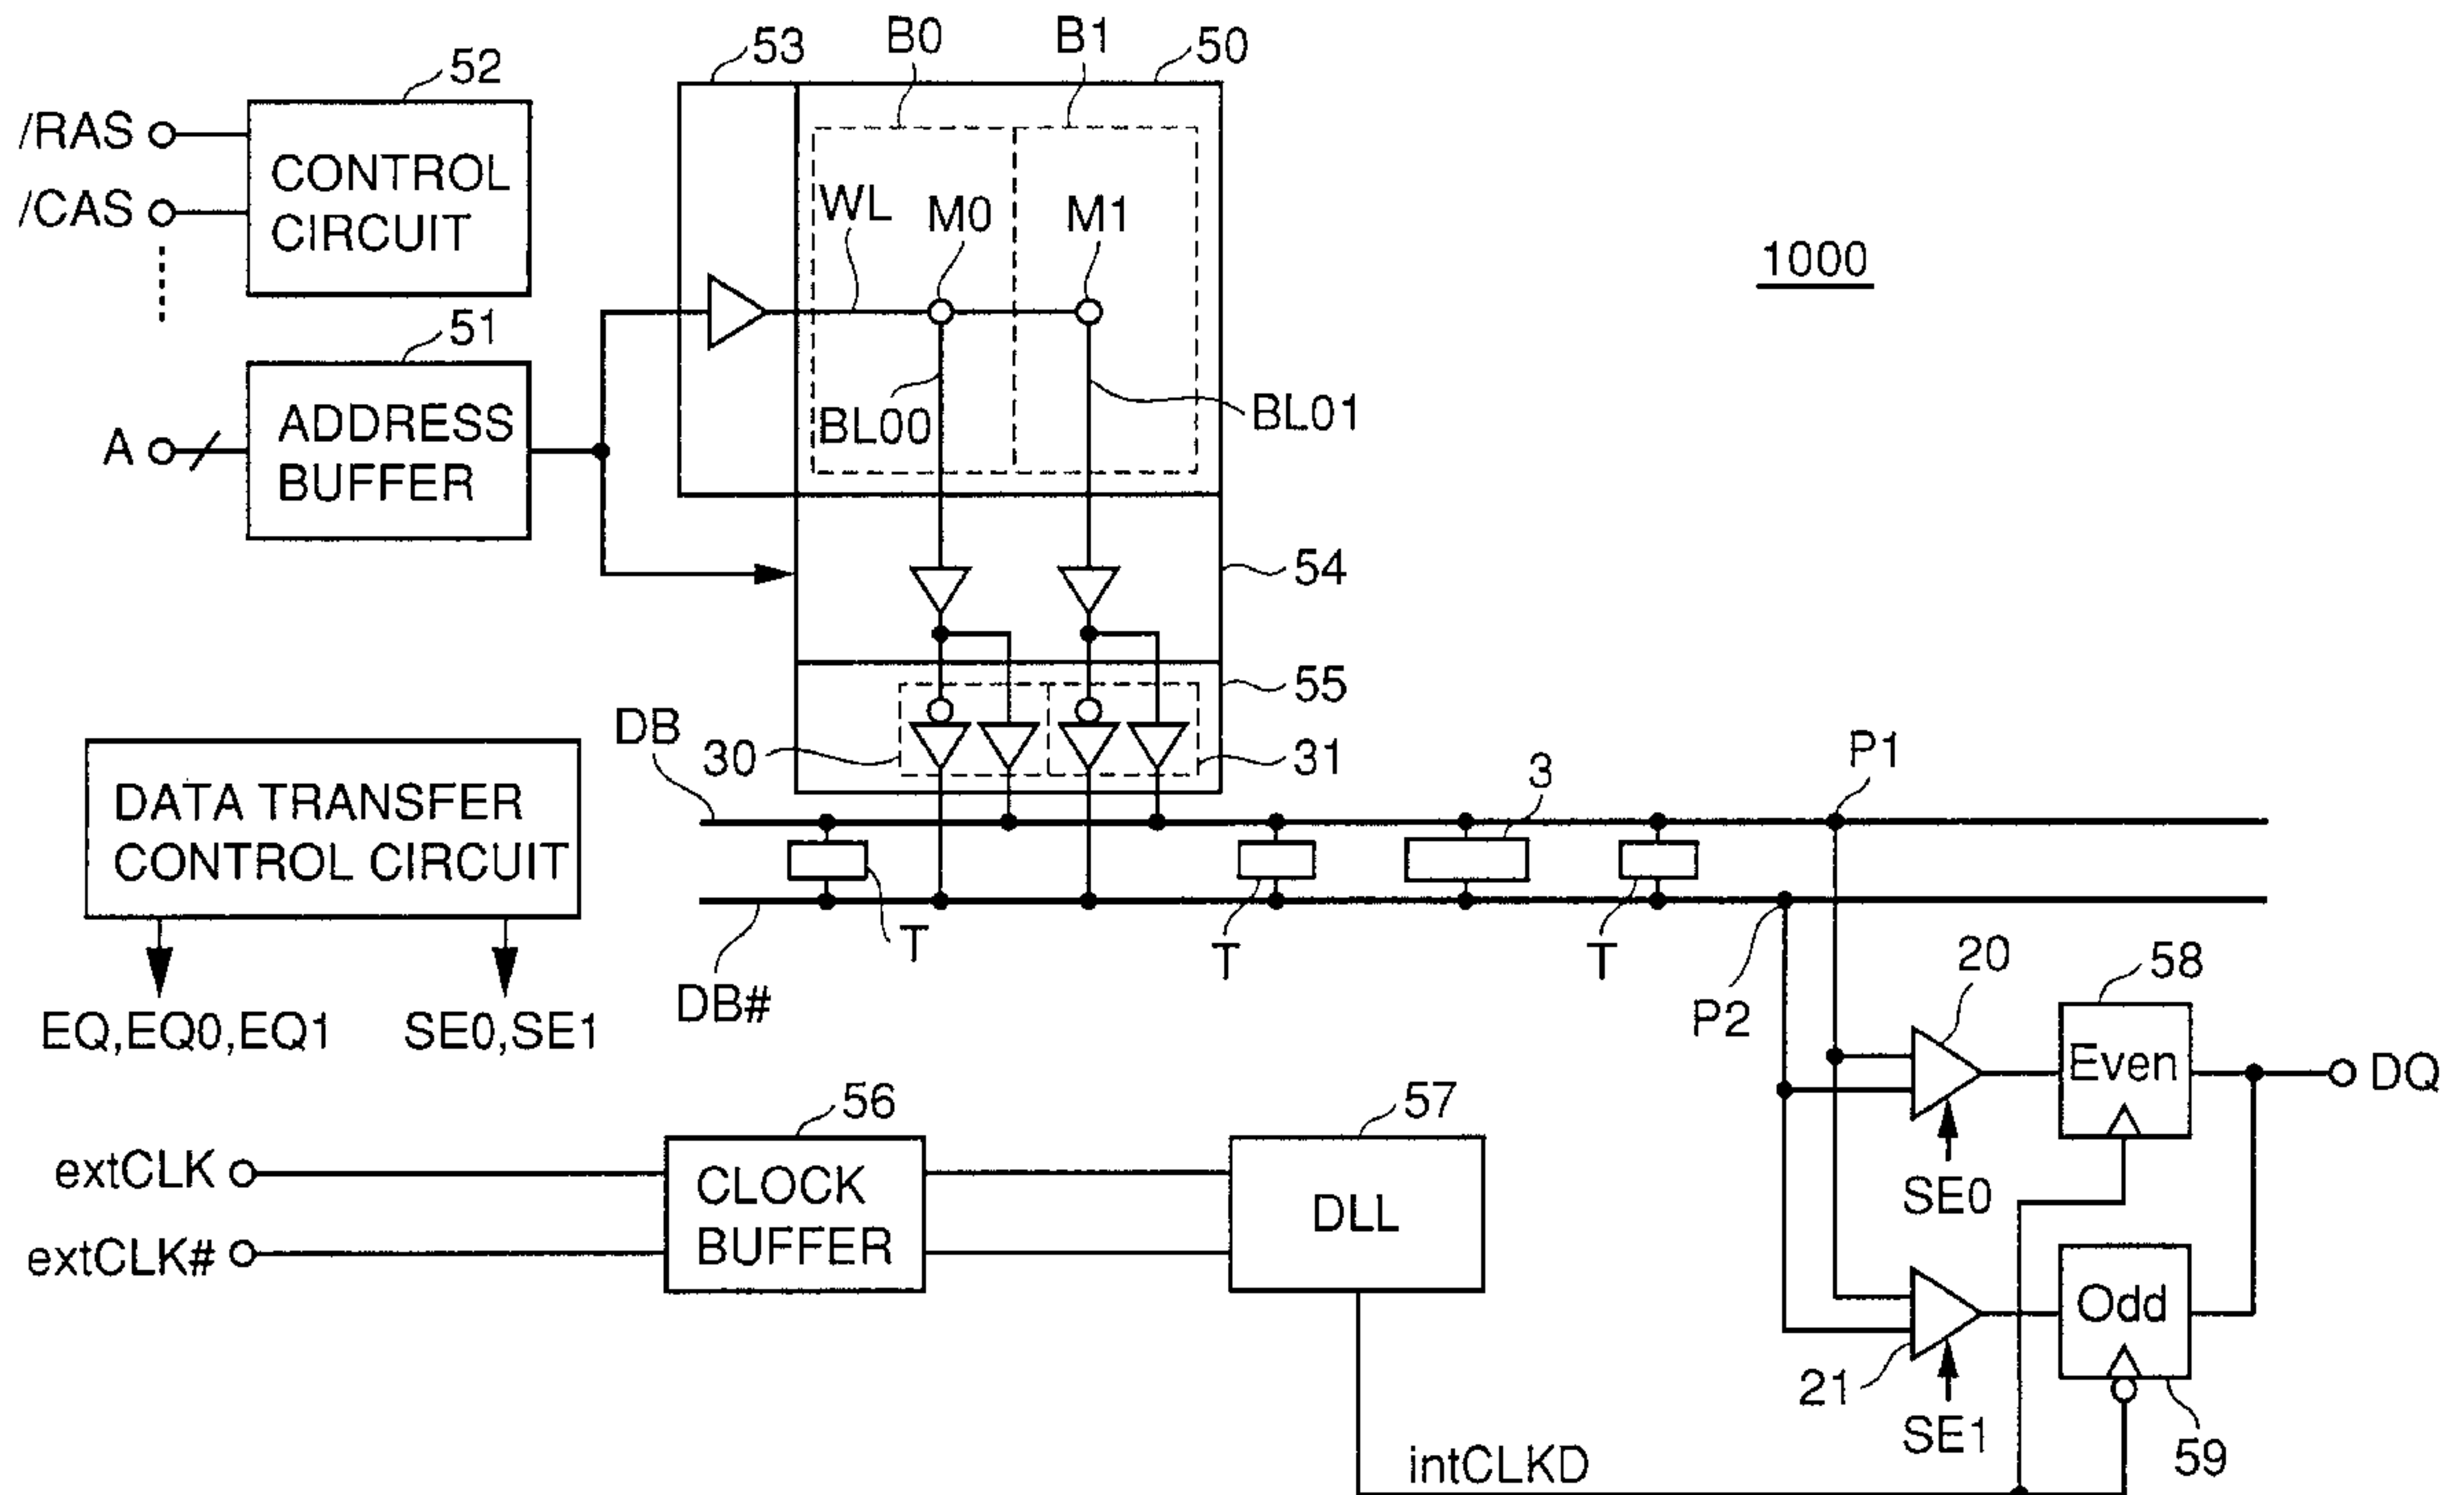 53
B0
B1
50
52
/RAS
CONTROL
CIRCUIT
/CAS
WL
M0
M1
1000
51
A
ADDRESS
BUFFER
BL00
BL01
54
55
DB
30
31
3
P1
DATA TRANSFER
CONTROL CIRCUIT
T
T
T
DB#
P2
20
58
EQ,EQ0,EQ1
SE0,SE1
Even
DQ
56
57
extCLK
CLOCK
BUFFER
DLL
SE0
extCLK#
Odd
21
SE1
59
intCLKD